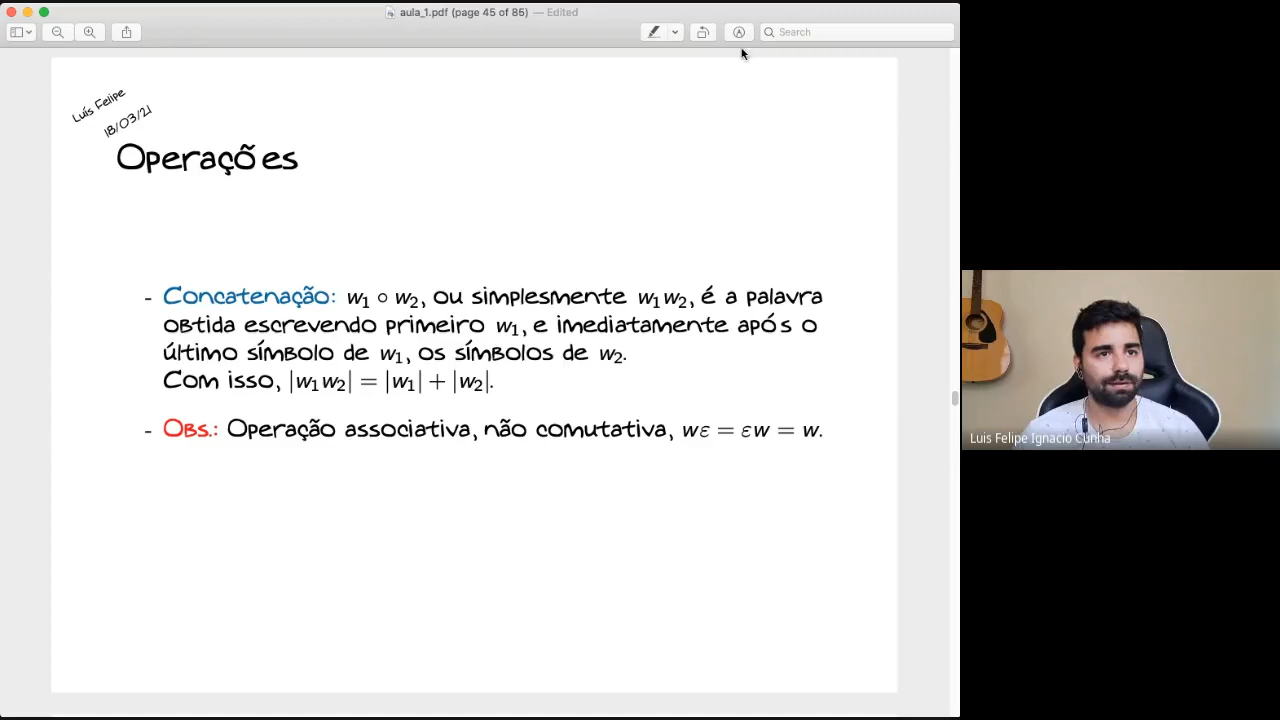 aula_1.pdf (page 45 of 85) — Edited
Search
Luís Felipe
18/03/21
Operações
- Concatenação: w₁ ∘ w₂, ou simplesmente w₁w₂, é a palavra
obtida escrevendo primeiro w₁, e imediatamente após o
último símbolo de w₁, os símbolos de w₂.
Com isso, |w₁w₂| = |w₁| + |w₂|.
- Obs.: Operação associativa, não comutativa, wε = εw = w.
Luis Felipe Ignacio Cunha